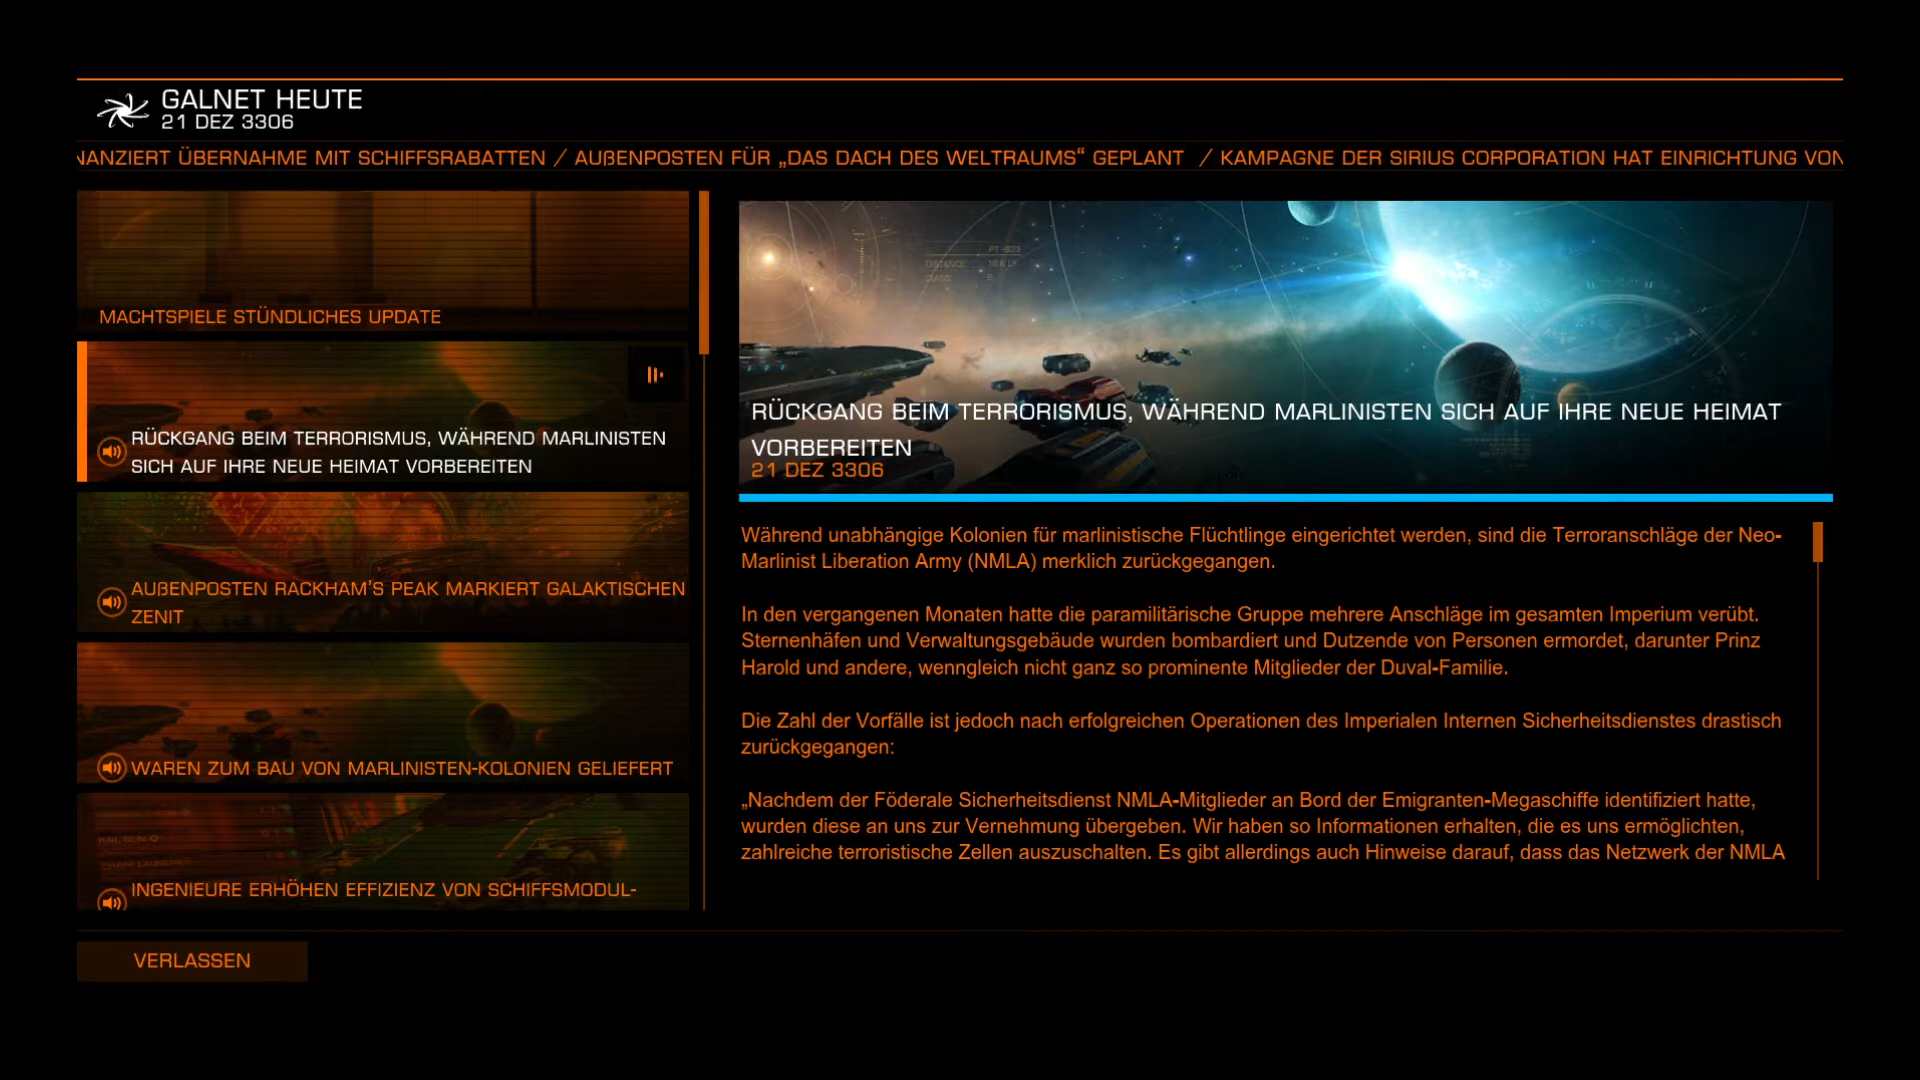 GALNET HEUTE
21 DEZ 3306
NANZIERT ÜBERNAHME MIT SCHIFFSRABATTEN / AUßENPOSTEN FÜR „DAS DACH DES WELTRAUMS“ GEPLANT / KAMPAGNE DER SIRIUS CORPORATION HAT EINRICHTUNG VON
MACHTSPIELE STÜNDLICHES UPDATE
RÜCKGANG BEIM TERRORISMUS, WÄHREND MARLINISTEN
SICH AUF IHRE NEUE HEIMAT VORBEREITEN
AUßENPOSTEN RACKHAM'S PEAK MARKIERT GALAKTISCHEN
ZENIT
WAREN ZUM BAU VON MARLINISTEN-KOLONIEN GELIEFERT
INGENIEURE ERHÖHEN EFFIZIENZ VON SCHIFFSMODUL-
PT-823
DISTANCE
RÜCKGANG BEIM TERRORISMUS, WÄHREND MARLINISTEN SICH AUF IHRE NEUE HEIMAT
VORBEREITEN
21 DEZ 3306
Während unabhängige Kolonien für marlinistische Flüchtlinge eingerichtet werden, sind die Terroranschläge der Neo-
Marlinist Liberation Army (NMLA) merklich zurückgegangen.
In den vergangenen Monaten hatte die paramilitärische Gruppe mehrere Anschläge im gesamten Imperium verübt.
Sternenhäfen und Verwaltungsgebäude wurden bombardiert und Dutzende von Personen ermordet, darunter Prinz
Harold und andere, wenngleich nicht ganz so prominente Mitglieder der Duval-Familie.
Die Zahl der Vorfälle ist jedoch nach erfolgreichen Operationen des Imperialen Internen Sicherheitsdienstes drastisch
zurückgegangen:
„Nachdem der Föderale Sicherheitsdienst NMLA-Mitglieder an Bord der Emigranten-Megaschiffe identifiziert hatte,
wurden diese an uns zur Vernehmung übergeben. Wir haben so Informationen erhalten, die es uns ermöglichten,
zahlreiche terroristische Zellen auszuschalten. Es gibt allerdings auch Hinweise darauf, dass das Netzwerk der NMLA
VERLASSEN